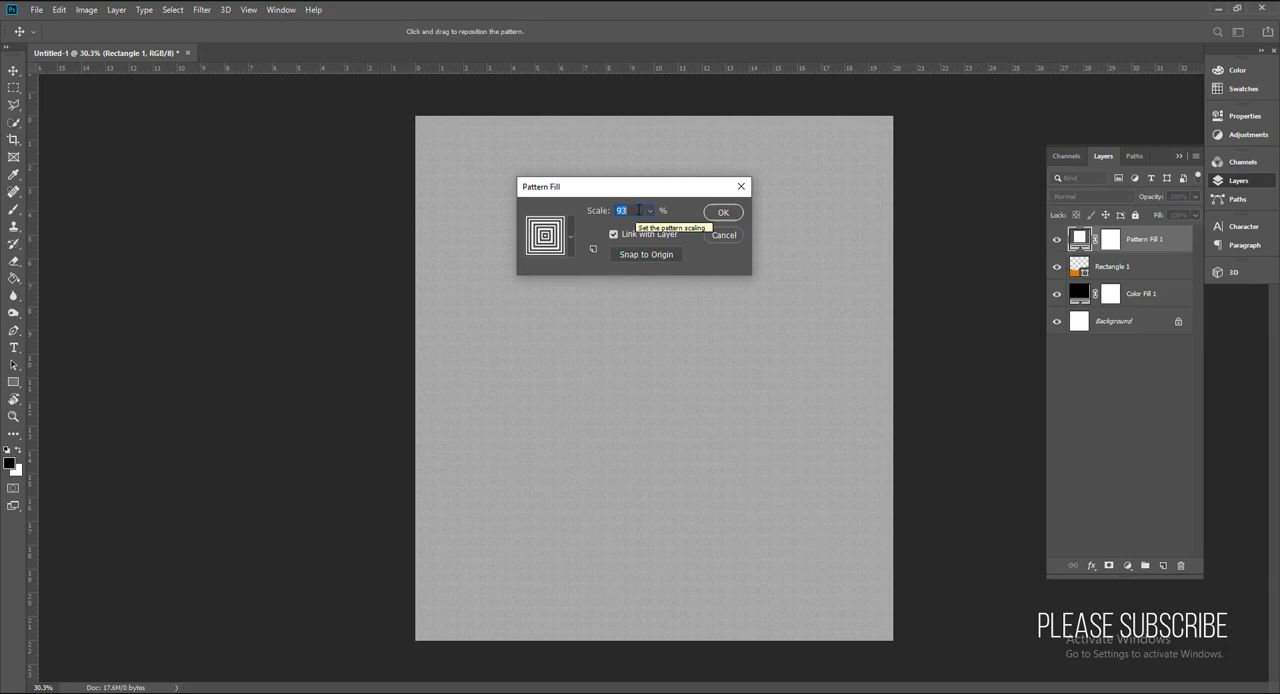 Ps File Edit Image Layer Type Select Filter 3D View Window Help
Click and drag to reposition the pattern.
Untitled-1 @ 30.3% (Rectangle 1, RGB/8) * ×
Color
Swatches
Properties
Adjustments
Channels
Layers
Paths
Character
Paragraph
3D
Channels Layers Paths
Kind
Normal Opacity: 100%
Lock: Fill: 100%
Pattern Fill 1
Rectangle 1
Color Fill 1
Background
fx
Pattern Fill
Scale: 93 %
OK
Set the pattern scaling
Link with Layer
Cancel
Snap to Origin
PLEASE SUBSCRIBE
Activate Windows
Go to Settings to activate Windows.
30.3% Doc: 17.6M/0 bytes